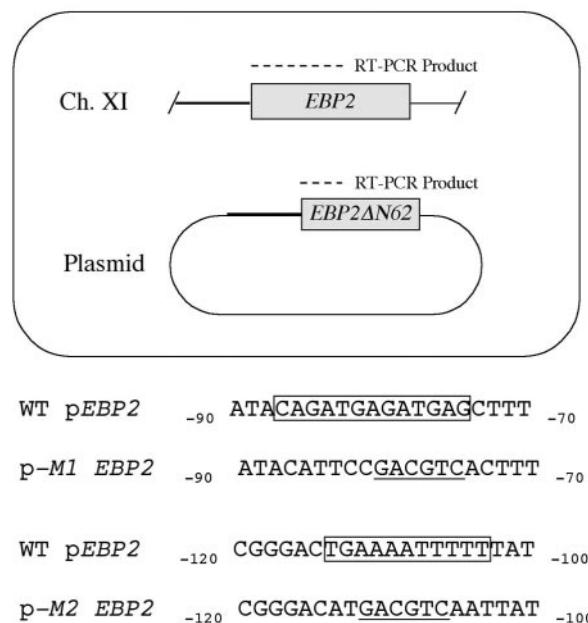 RT-PCR Product
Ch. XI EBP2
RT-PCR Product
EBP2ΔN62
Plasmid
WT pEBP2 -90 ATACAGATGAGATGAGCTTT -70
p-M1 EBP2 -90 ATACATTCCGACGTCACTTT -70
WT pEBP2 -120 CGGGACTGAAAATTTTTTAT -100
p-M2 EBP2 -120 CGGGACATGACGTCAATTAT -100